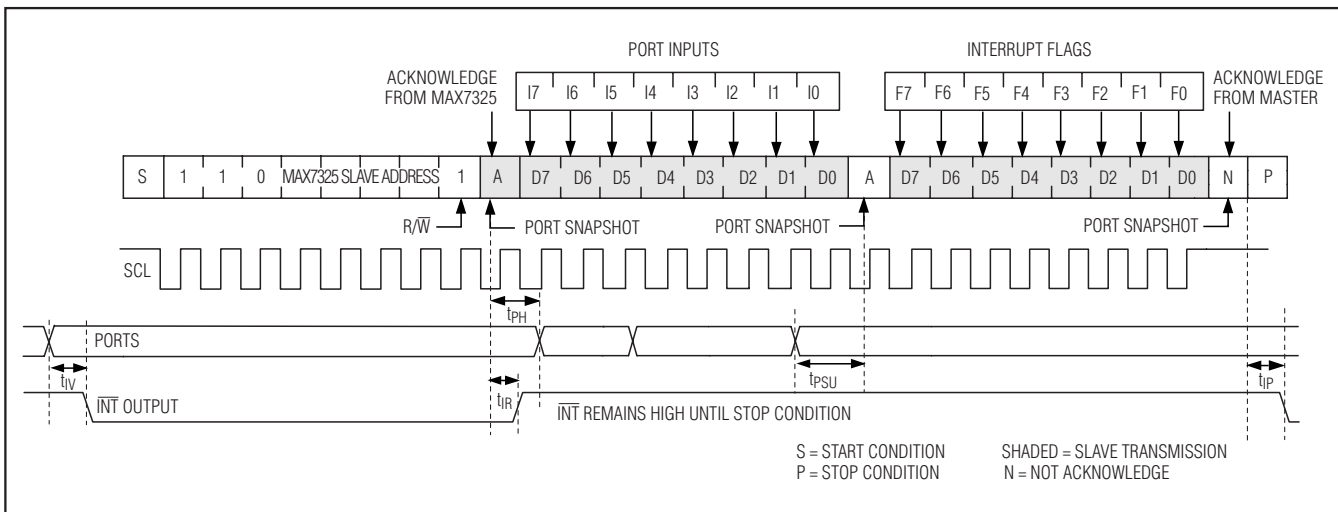 PORT INPUTS
INTERRUPT FLAGS
ACKNOWLEDGE
FROM MAX7325
I7 I6 I5 I4 I3 I2 I1 I0
F7 F6 F5 F4 F3 F2 F1 F0
ACKNOWLEDGE
FROM MASTER
S 1 1 0 MAX7325 SLAVE ADDRESS 1 A D7 D6 D5 D4 D3 D2 D1 D0 A D7 D6 D5 D4 D3 D2 D1 D0 N P
R/W̅ PORT SNAPSHOT PORT SNAPSHOT PORT SNAPSHOT
SCL
tPH
PORTS
tIV
tIR
tPSU
tIP
I̅N̅T̅ OUTPUT
I̅N̅T̅ REMAINS HIGH UNTIL STOP CONDITION
S = START CONDITION SHADED = SLAVE TRANSMISSION
P = STOP CONDITION N = NOT ACKNOWLEDGE